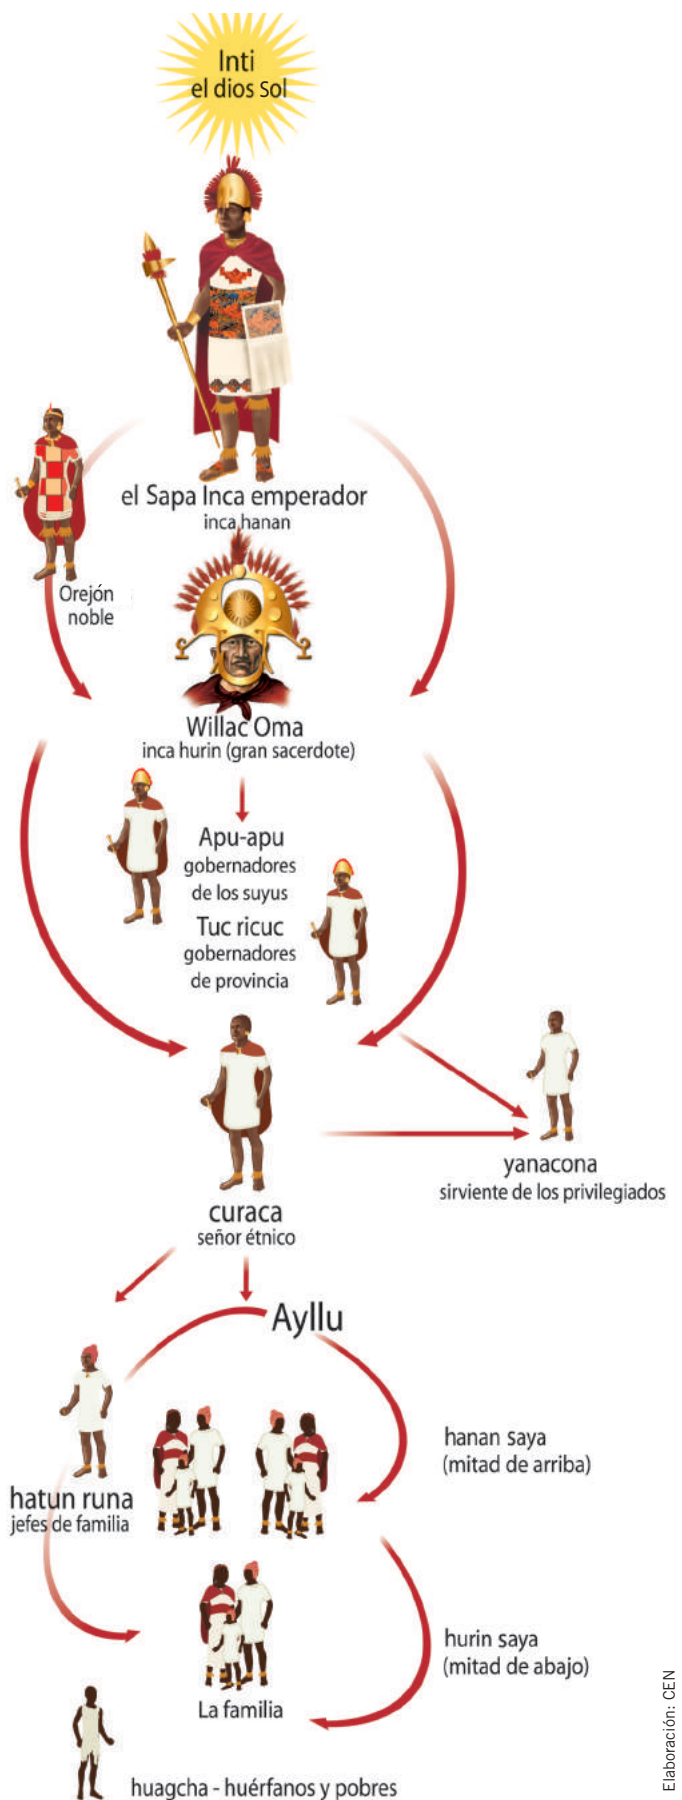 Inti
el dios Sol
el Sapa Inca emperador
inca hanan
Orejón
noble
Willac Oma
inca hurin (gran sacerdote)
Apu-apu
gobernadores
de los suyus
Tuc ricuc
gobernadores
de provincia
yanacona
sirviente de los privilegiados
curaca
señor étnico
Ayllu
hanan saya
(mitad de arriba)
hatun runa
jefes de familia
hurin saya
(mitad de abajo)
La familia
huagcha - huérfanos y pobres
Elaboración: CEN